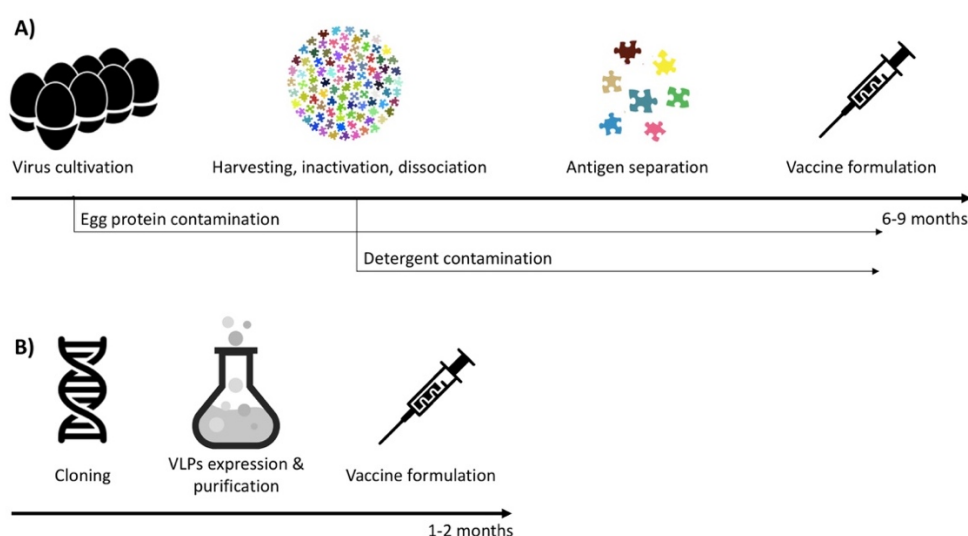 A)
Virus cultivation
Harvesting, inactivation, dissociation
Antigen separation
Vaccine formulation
Egg protein contamination
6-9 months
Detergent contamination
B)
Cloning
VLPs expression &
purification
Vaccine formulation
1-2 months